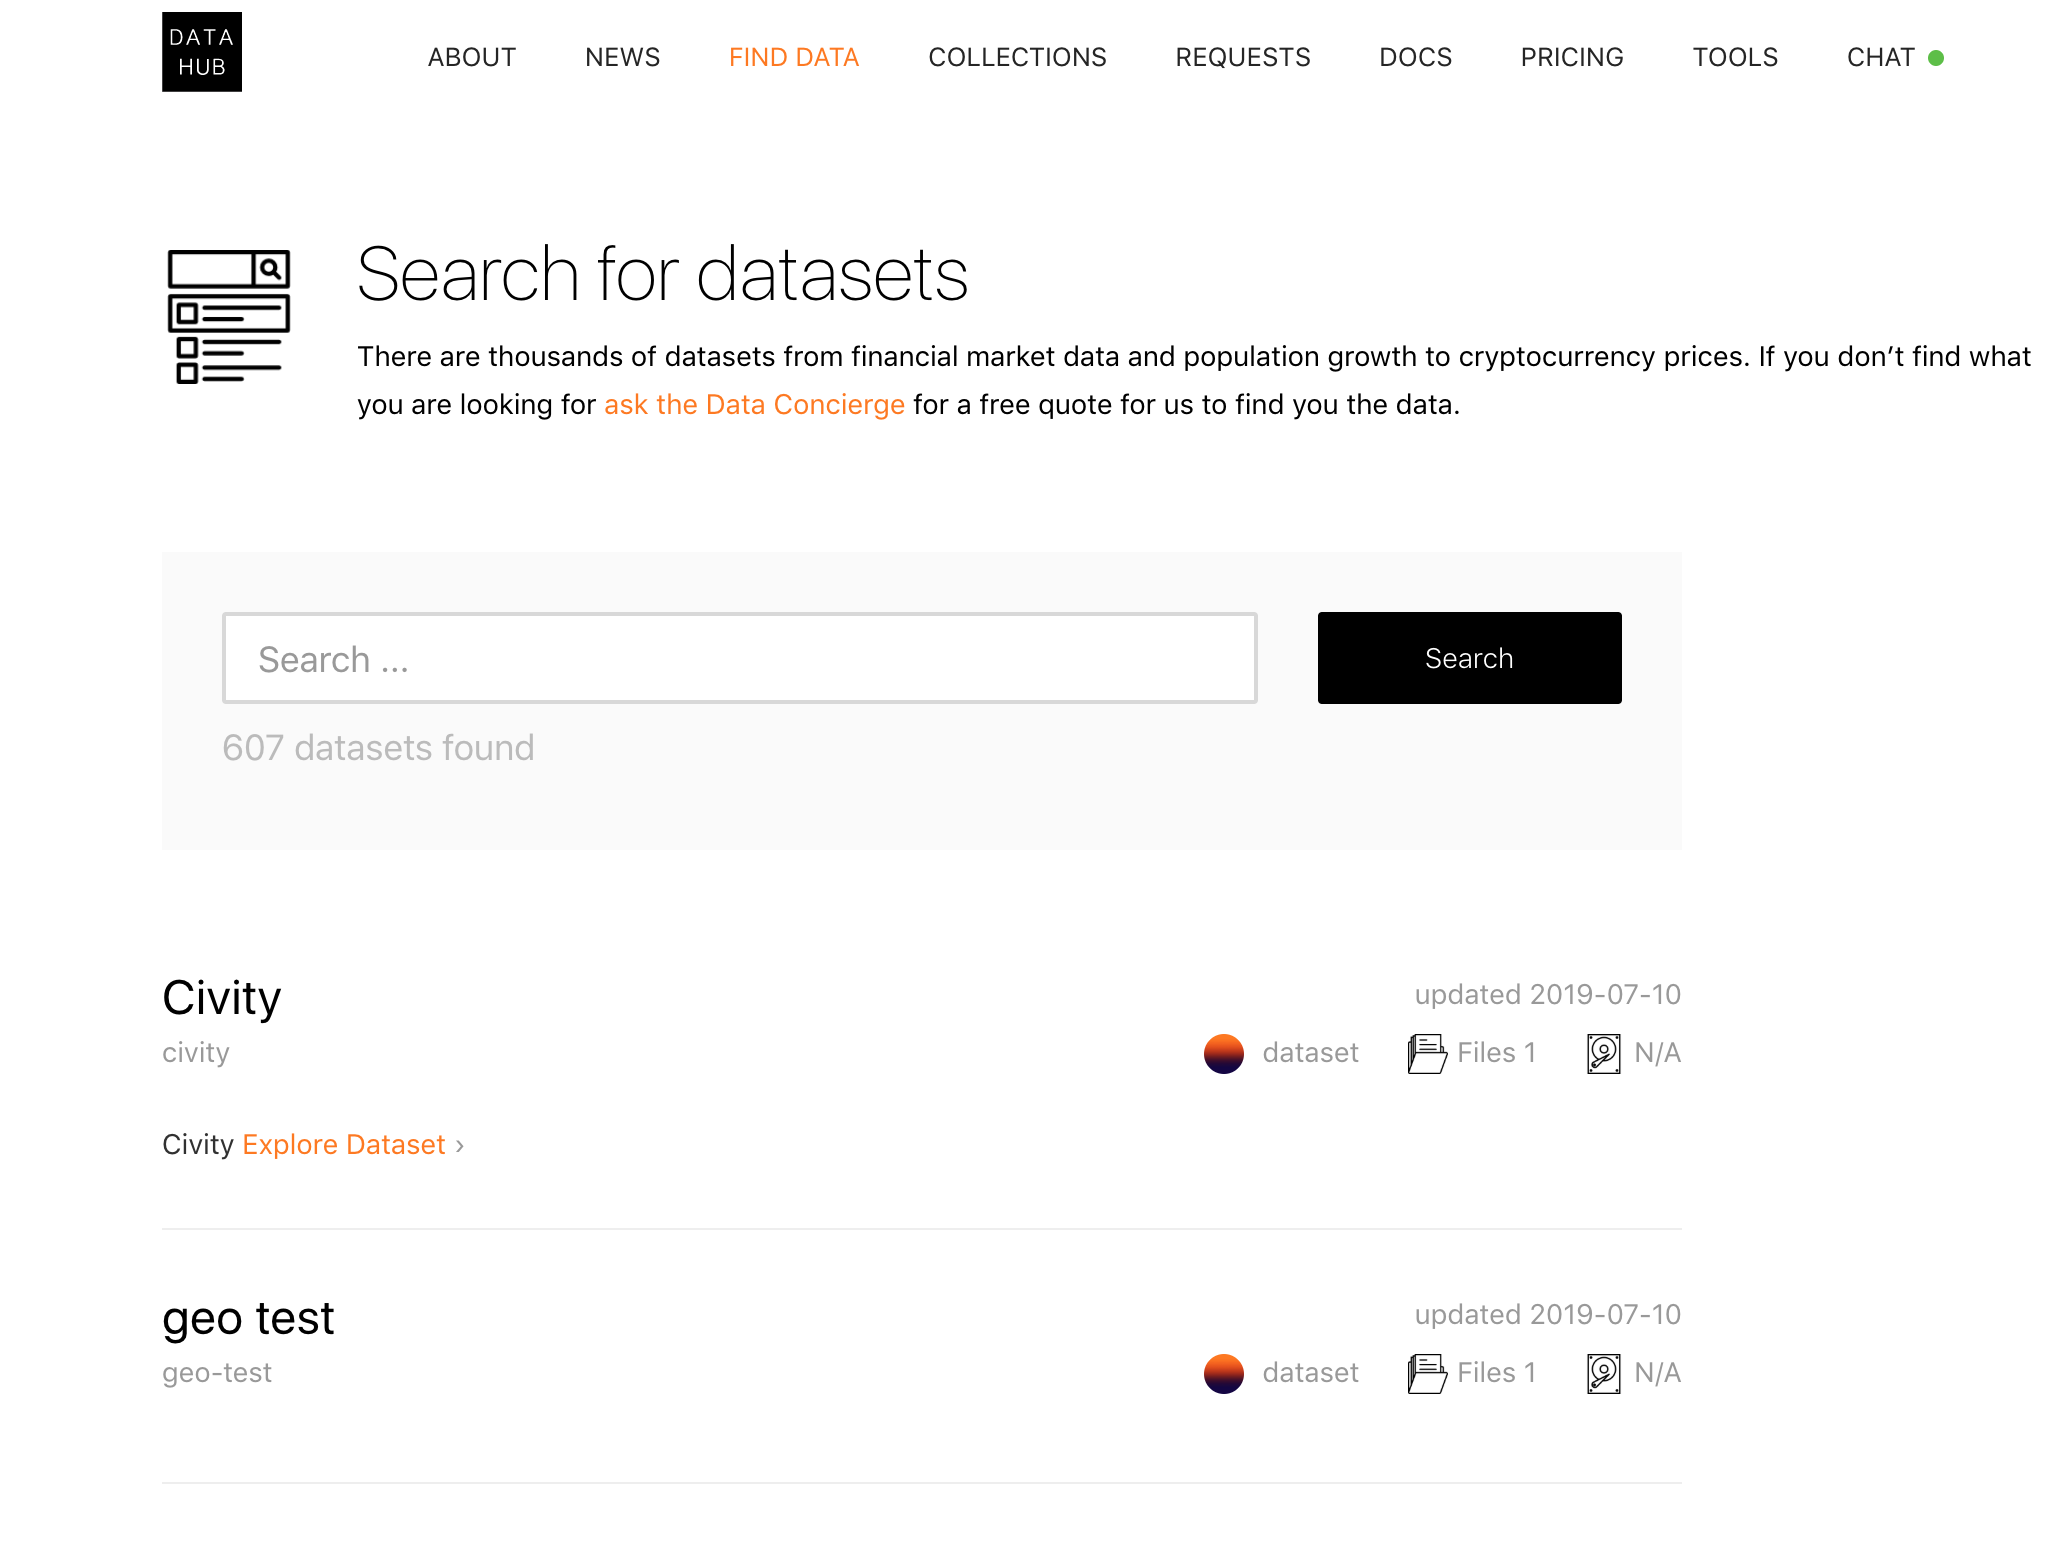 DATA
HUB
ABOUT NEWS FIND DATA COLLECTIONS REQUESTS DOCS PRICING TOOLS CHAT
Search for datasets
There are thousands of datasets from financial market data and population growth to cryptocurrency prices. If you don’t find what
you are looking for ask the Data Concierge for a free quote for us to find you the data.
Search ...
Search
607 datasets found
Civity
updated 2019-07-10
civity
dataset Files 1 N/A
Civity Explore Dataset ›
geo test
updated 2019-07-10
geo-test
dataset Files 1 N/A